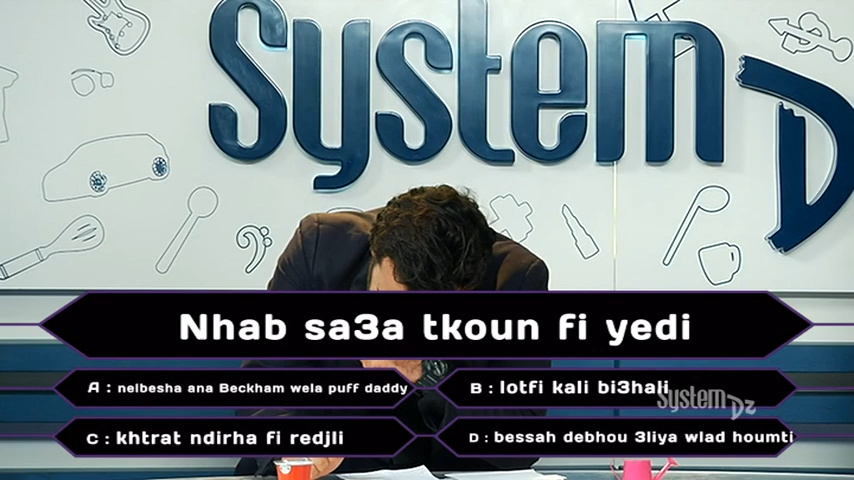 System D
Nhab sa3a tkoun fi yedi
A : nelbesha ana Beckham wela puff daddy
B : lotfi kali bi3hali
System Dz
C : khtrat ndirha fi redjli
D : bessah debhou 3liya wlad houmti